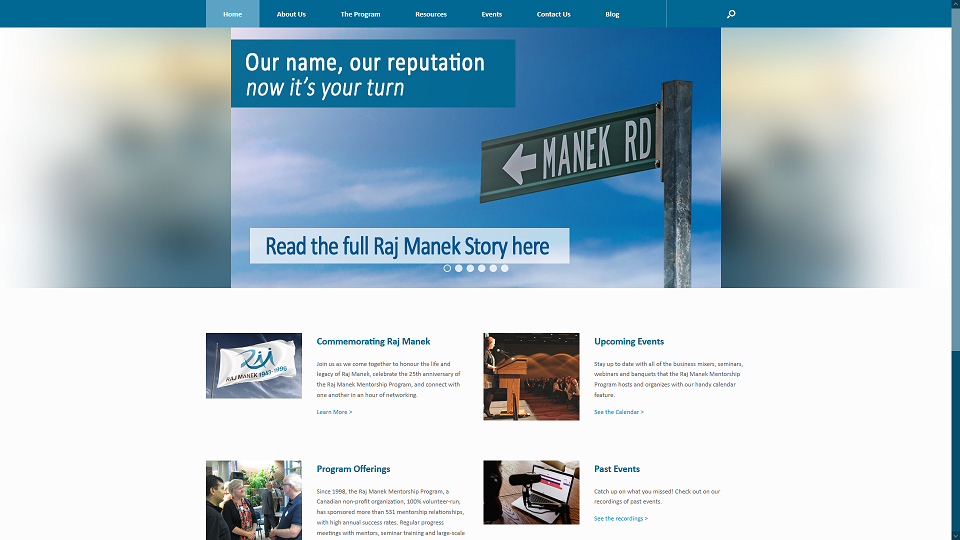 Home About Us The Program Resources Events Contact Us Blog
Our name, our reputation
now it's your turn
MANEK RD
Read the full Raj Manek Story here
RAJ MANEK 1943-1996
Commemorating Raj Manek
Join us as we come together to honour the life and
legacy of Raj Manek, celebrate the 25th anniversary of
the Raj Manek Mentorship Program, and connect with
one another in an hour of networking.
Learn More >
Upcoming Events
Stay up to date with all of the business mixers, seminars,
webinars and banquets that the Raj Manek Mentorship
Program hosts and organizes with our handy calendar
feature.
See the Calendar >
Program Offerings
Since 1998, the Raj Manek Mentorship Program, a
Canadian non-profit organization, 100% volunteer-run,
has sponsored more than 531 mentorship relationships,
with high annual success rates. Regular progress
meetings with mentors, seminar training and large-scale
Past Events
Catch up on what you missed! Check out on our
recordings of past events.
See the recordings >